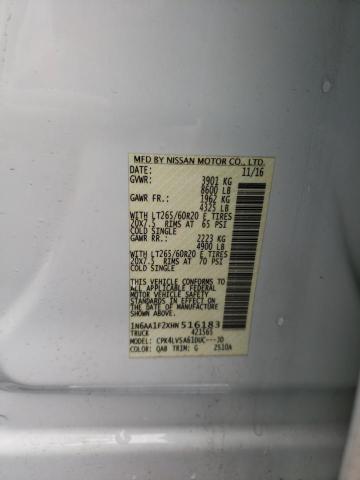 MFD BY NISSAN MOTOR CO., LTD.
DATE: 11/16
GVWR: 3901 KG
8600 LB
GAWR FR.: 1962 KG
4325 LB
WITH LT265/60R20 E TIRES
20X7.5 RIMS AT 65 PSI
COLD SINGLE
GAWR RR.: 2223 KG
4900 LB
WITH LT265/60R20 E TIRES
20X7.5 RIMS AT 70 PSI
COLD SINGLE
THIS VEHICLE CONFORMS
TO ALL APPLICABLE FEDERAL
MOTOR VEHICLE SAFETY
STANDARDS IN EFFECT ON
THE DATE OF MANUFACTURE
SHOWN ABOVE.
1N6AA1F2XHN516183
TRUCK 421565
MODEL: CPK4LVSA61DUC---JD
COLOR: QAB TRIM: G 2510A